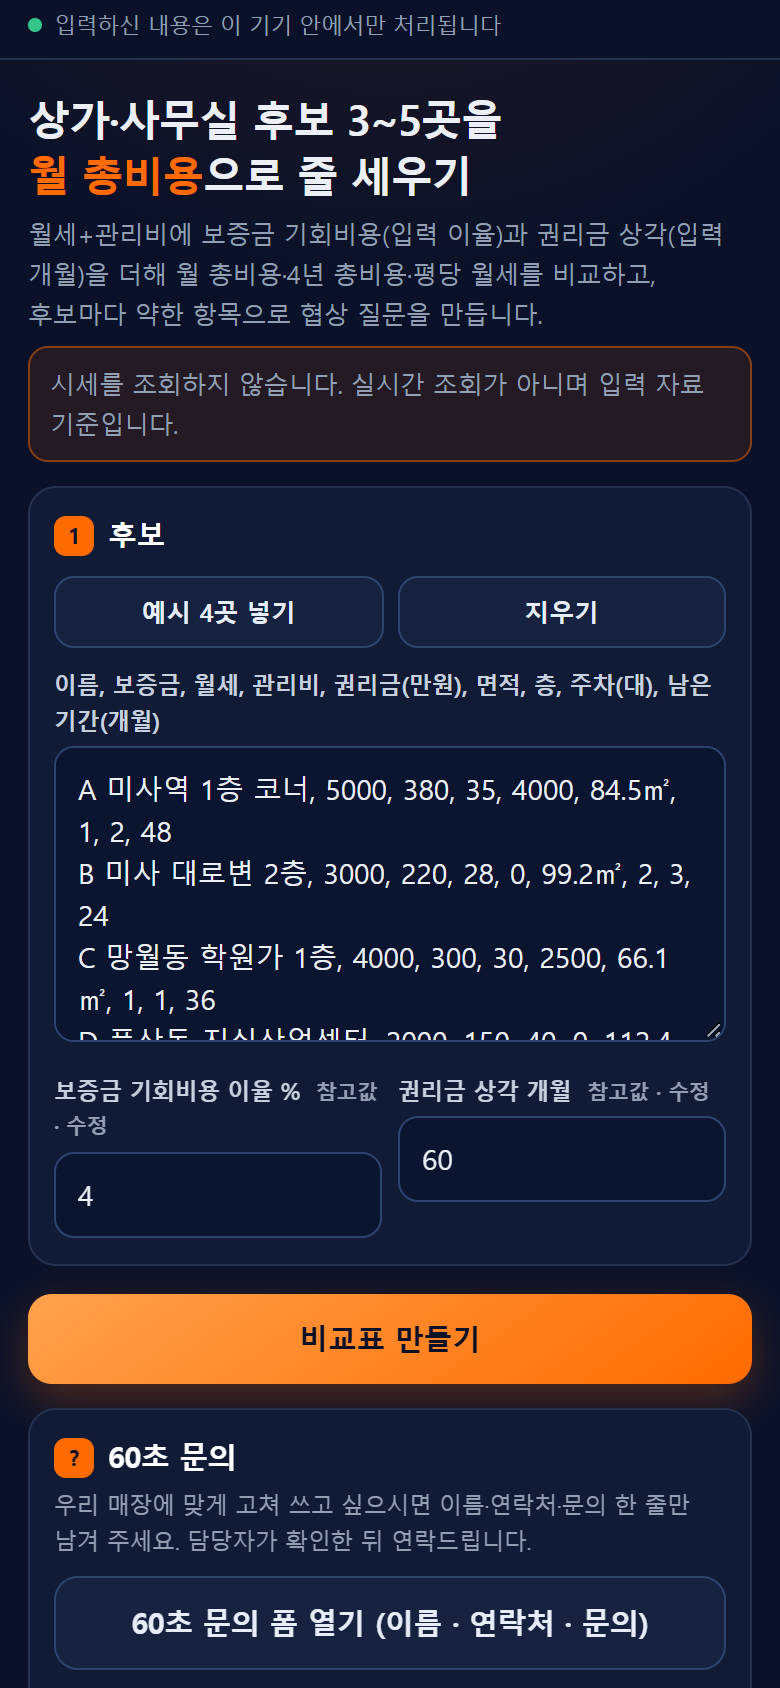 입력하신 내용은 이 기기 안에서만 처리됩니다
상가·사무실 후보 3~5곳을
월 총비용으로 줄 세우기
월세+관리비에 보증금 기회비용(입력 이율)과 권리금 상각(입력
개월)을 더해 월 총비용·4년 총비용·평당 월세를 비교하고,
후보마다 약한 항목으로 협상 질문을 만듭니다.
시세를 조회하지 않습니다. 실시간 조회가 아니며 입력 자료
기준입니다.
1 후보
예시 4곳 넣기
지우기
이름, 보증금, 월세, 관리비, 권리금(만원), 면적, 층, 주차(대), 남은
기간(개월)
A 미사역 1층 코너, 5000, 380, 35, 4000, 84.5㎡,
1, 2, 48
B 미사 대로변 2층, 3000, 220, 28, 0, 99.2㎡, 2, 3,
24
C 망월동 학원가 1층, 4000, 300, 30, 2500, 66.1
㎡, 1, 1, 36
D 풍산동 지식산업센터, 2000, 150, 40, 0, 112.4
보증금 기회비용 이율 % 참고값
· 수정
4
권리금 상각 개월 참고값 · 수정
60
비교표 만들기
? 60초 문의
우리 매장에 맞게 고쳐 쓰고 싶으시면 이름·연락처·문의 한 줄만
남겨 주세요. 담당자가 확인한 뒤 연락드립니다.
60초 문의 폼 열기 (이름 · 연락처 · 문의)